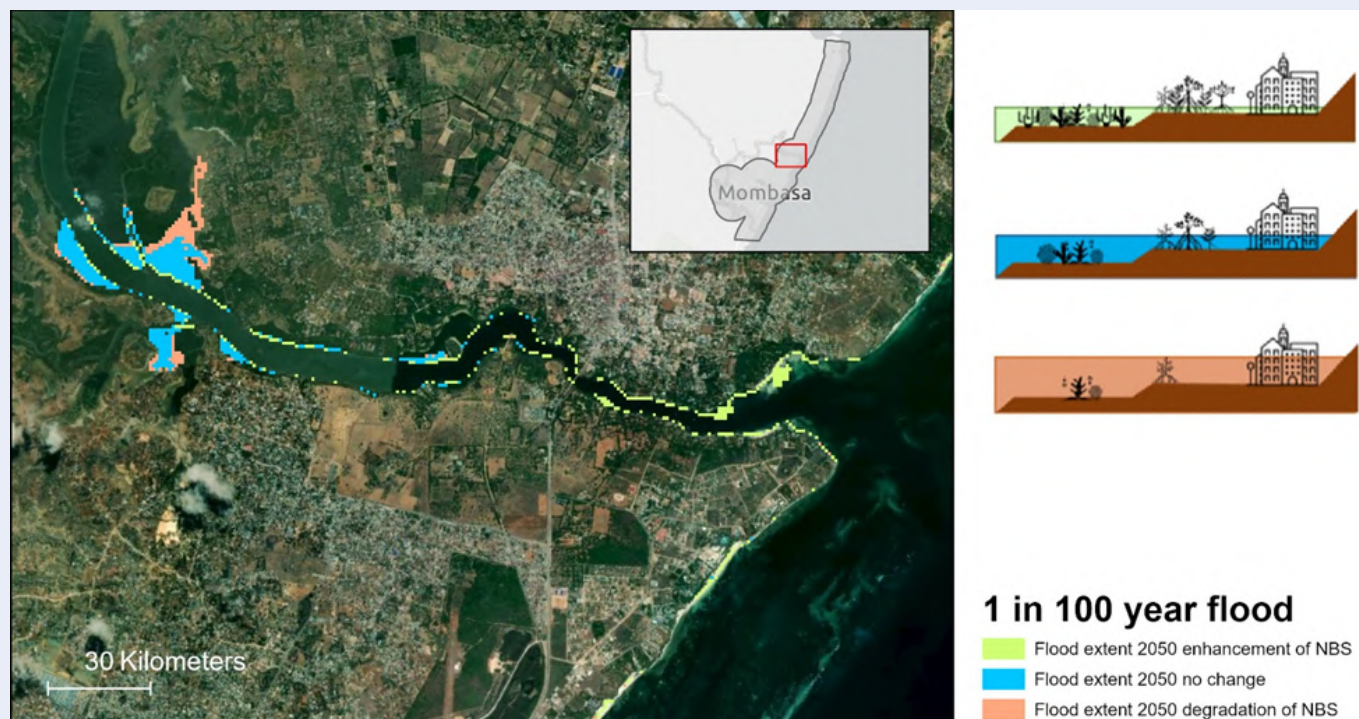 Mombasa
30 Kilometers
1 in 100 year flood
Flood extent 2050 enhancement of NBS
Flood extent 2050 no change
Flood extent 2050 degradation of NBS